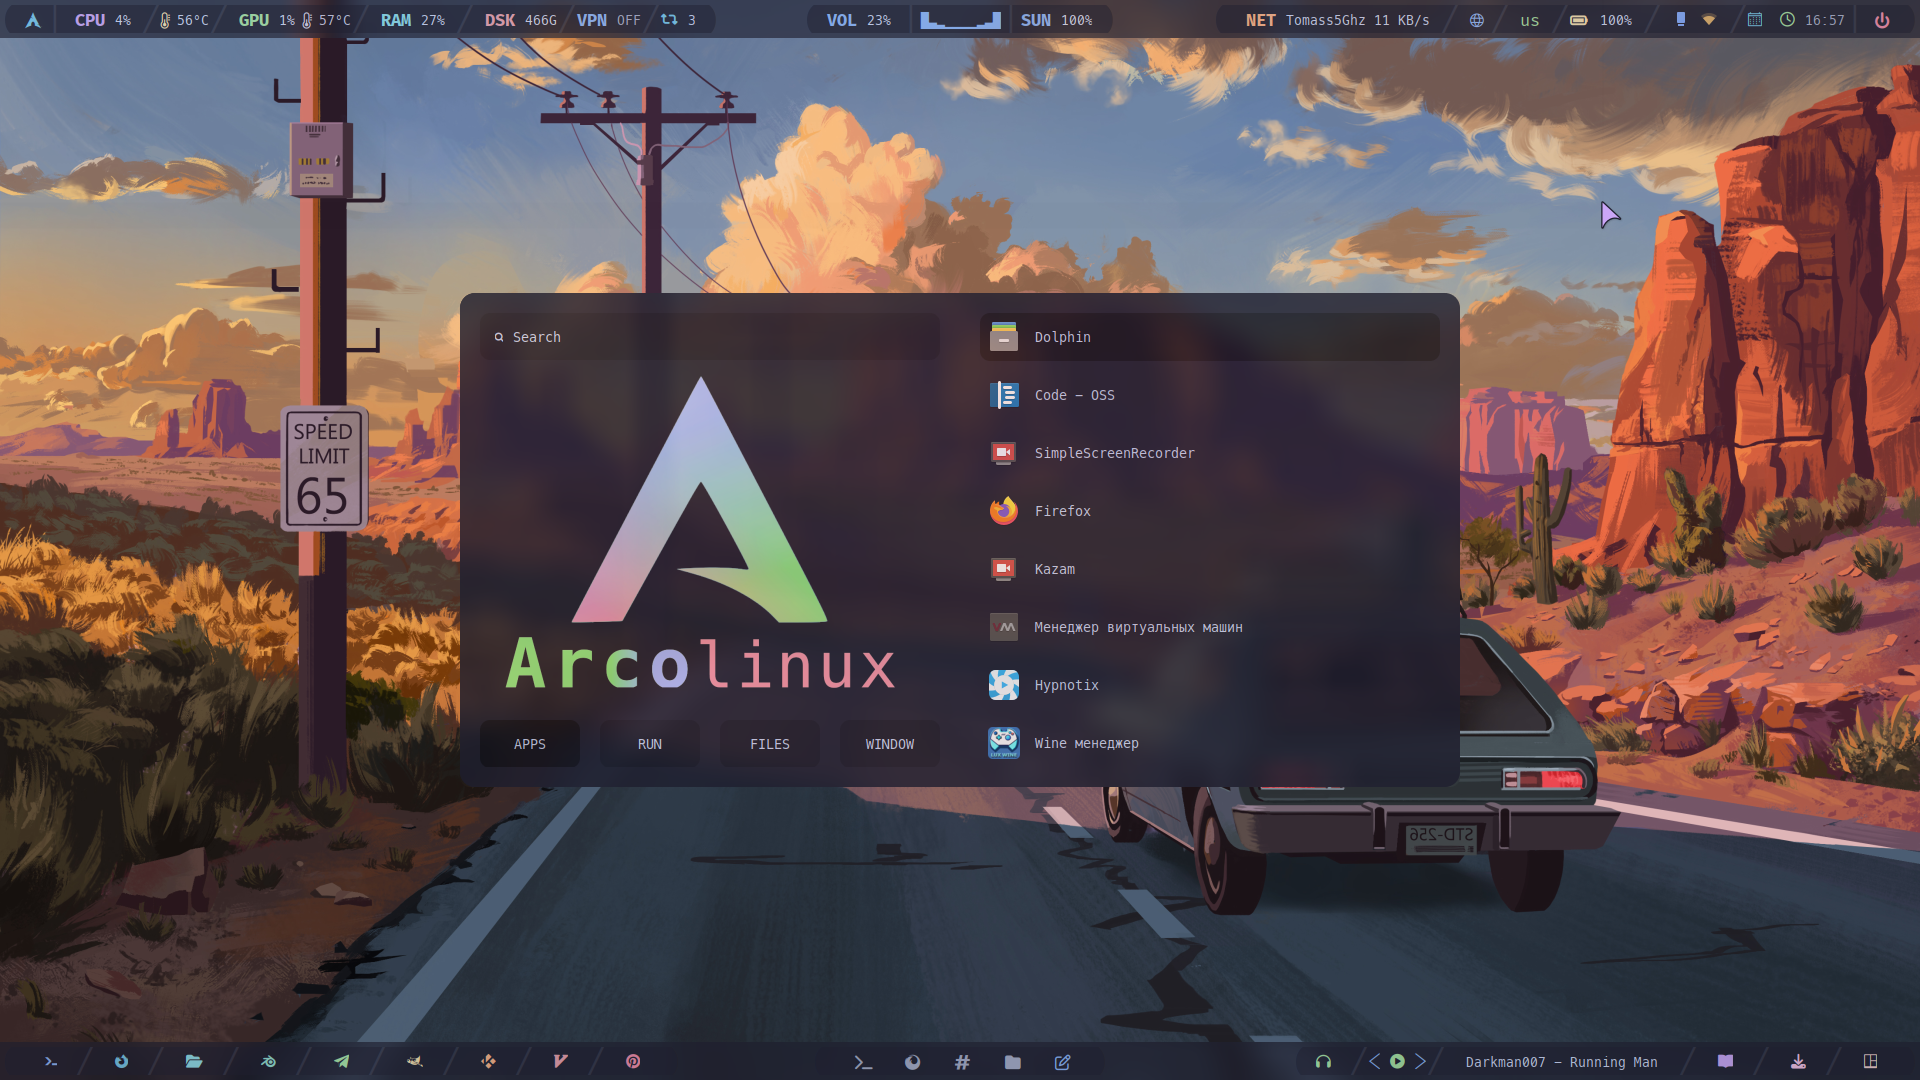 CPU 4% 56°C GPU 1% 57°C RAM 27% DSK 466G VPN OFF 3 VOL 23% SUN 100% NET Tomass5Ghz 11 KB/s us 100% 16:57
SPEED
LIMIT
65
Search
Arcolinux
APPS RUN FILES WINDOW
Dolphin
Code - OSS
SimpleScreenRecorder
Firefox
Kazam
Менеджер виртуальных машин
Hypnotix
Wine менеджер
STD-256
Darkman007 - Running Man